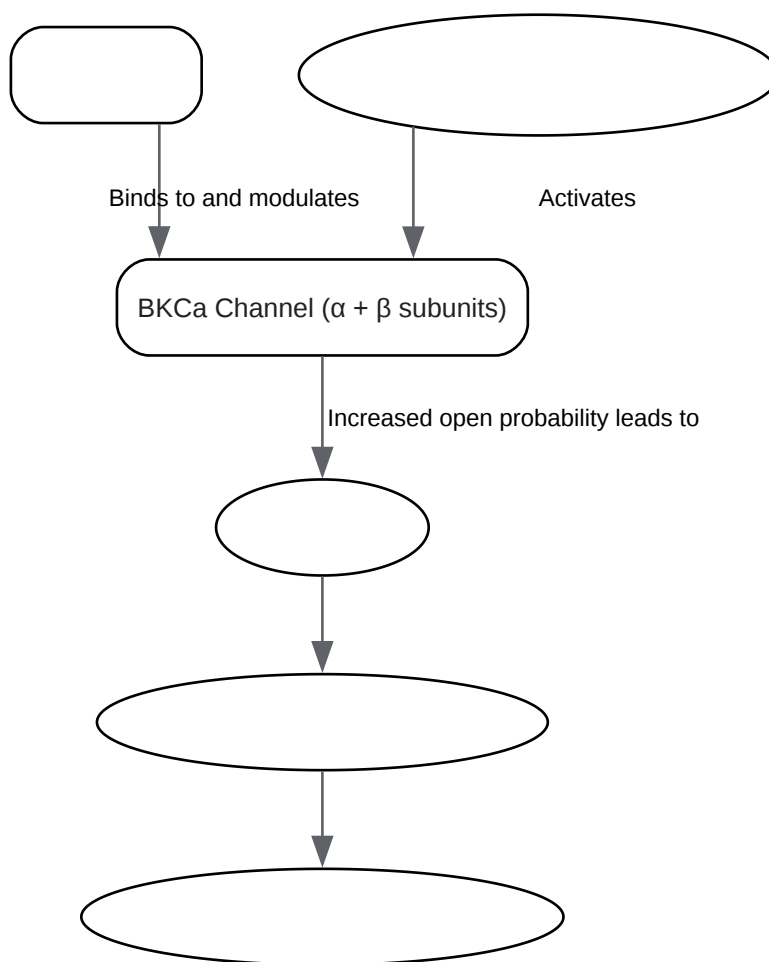 Binds to and modulates
Activates
BKCa Channel (α + β subunits)
Increased open probability leads to